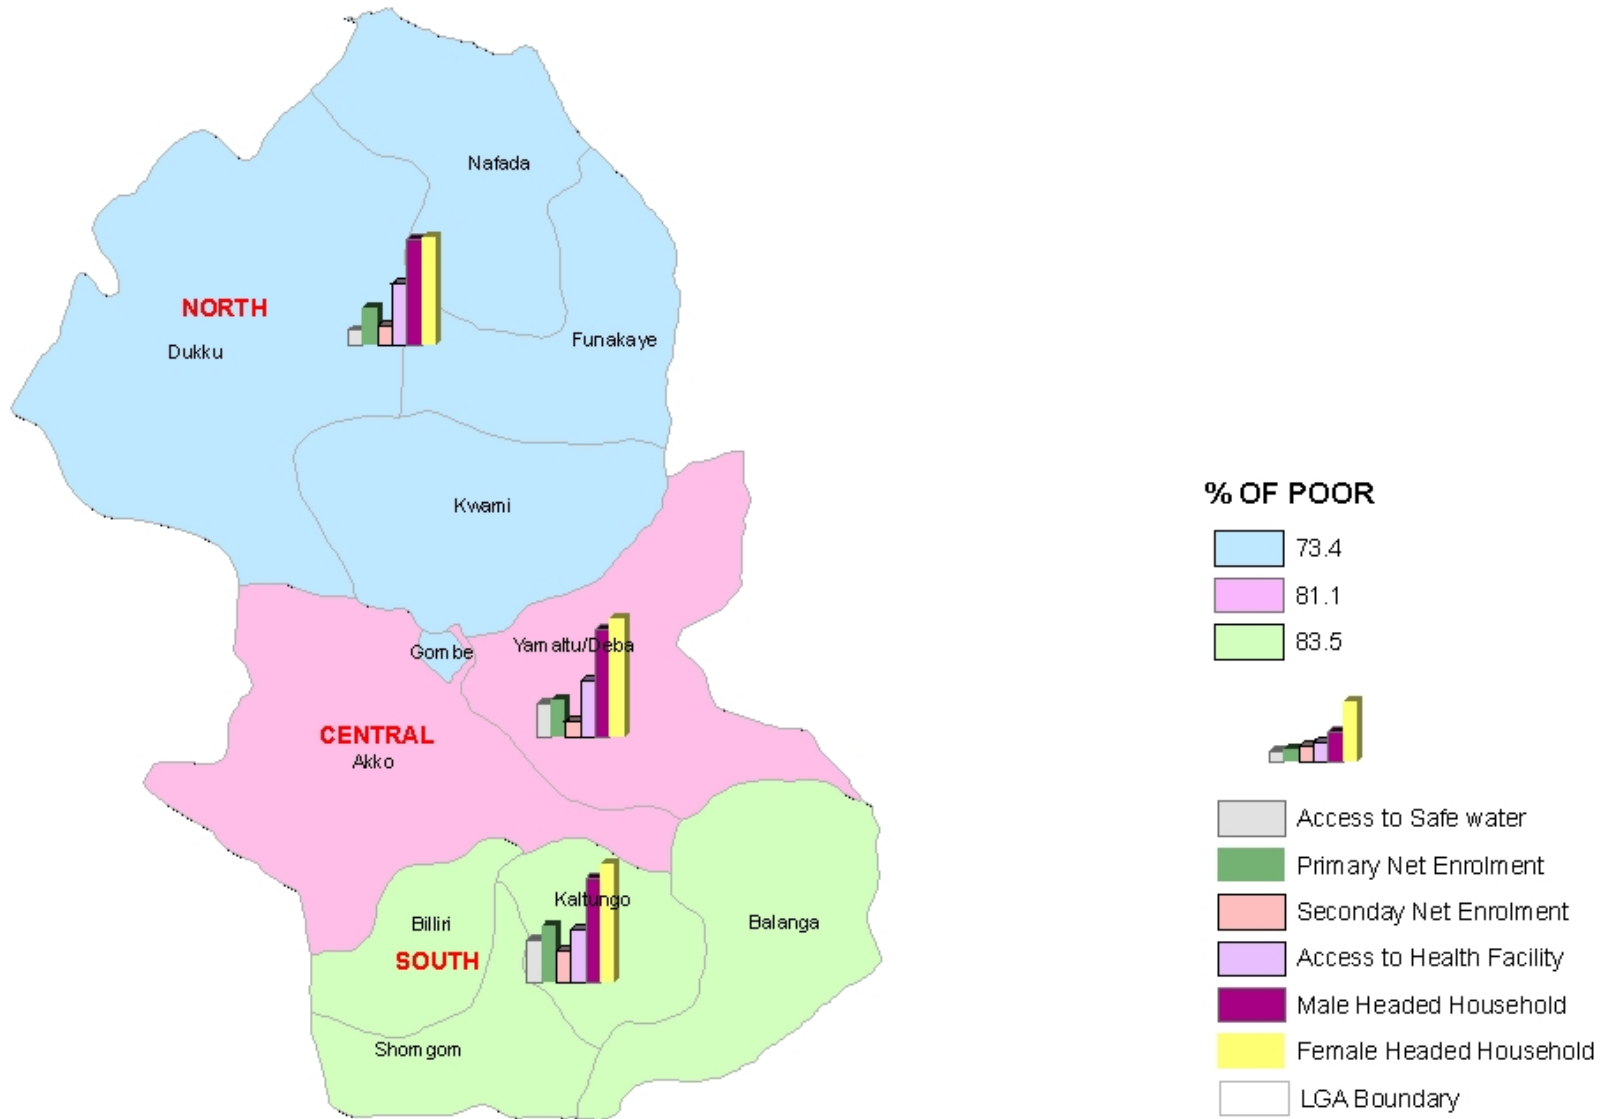 Nafada
NORTH
Dukku
Funakaye
Kwami
Gombe
Yamaltu/Deba
CENTRAL
Akko
Kaltungo
Billiri
Balanga
SOUTH
Shomgom
% OF POOR
73.4
81.1
83.5
Access to Safe water
Primary Net Enrolment
Seconday Net Enrolment
Access to Health Facility
Male Headed Household
Female Headed Household
LGA Boundary